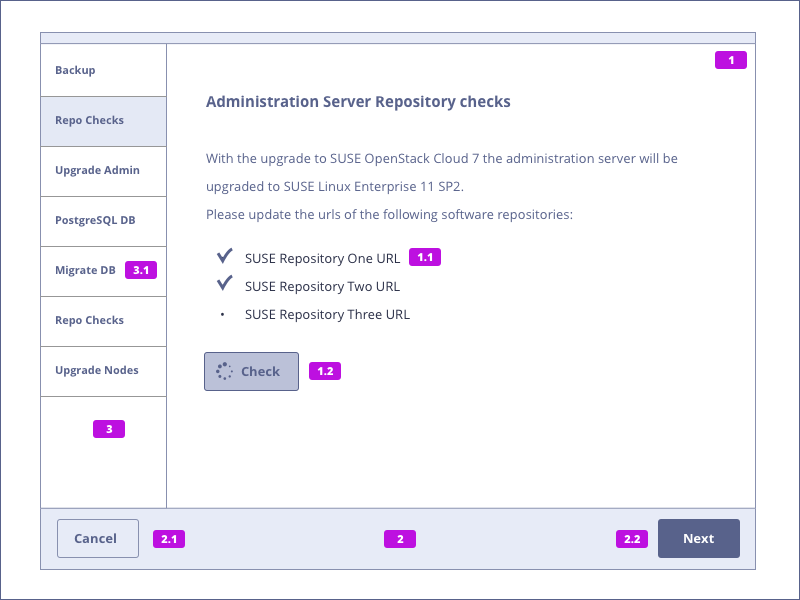 Backup
Repo Checks
Upgrade Admin
PostgreSQL DB
Migrate DB 3.1
Repo Checks
Upgrade Nodes
3
1
Administration Server Repository checks
With the upgrade to SUSE OpenStack Cloud 7 the administration server will be
upgraded to SUSE Linux Enterprise 11 SP2.
Please update the urls of the following software repositories:
SUSE Repository One URL 1.1
SUSE Repository Two URL
• SUSE Repository Three URL
Check 1.2
Cancel 2.1 2 2.2 Next